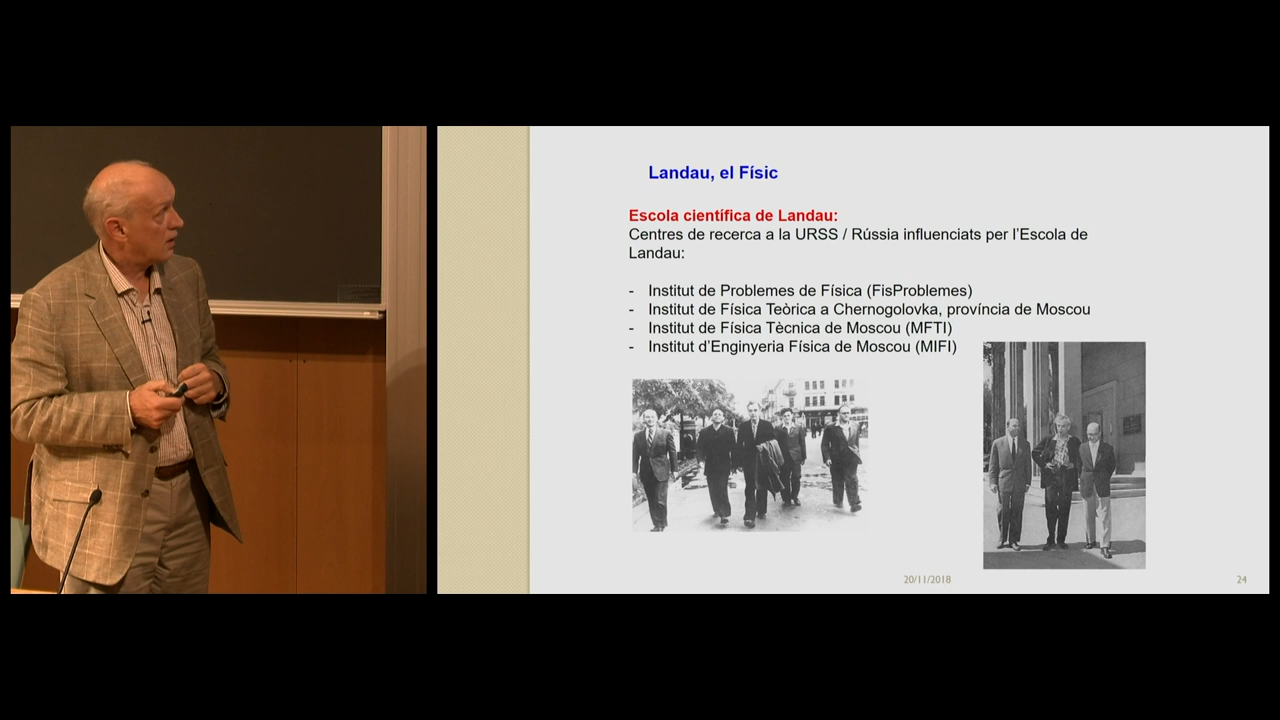 Landau, el Físic
Escola científica de Landau:
Centres de recerca a la URSS / Rússia influenciats per l'Escola de
Landau:
- Institut de Problemes de Física (FisProblemes)
- Institut de Física Teòrica a Chernogolovka, província de Moscou
- Institut de Física Tècnica de Moscou (MFTI)
- Institut d'Enginyeria Física de Moscou (MIFI)
20/11/2018
24